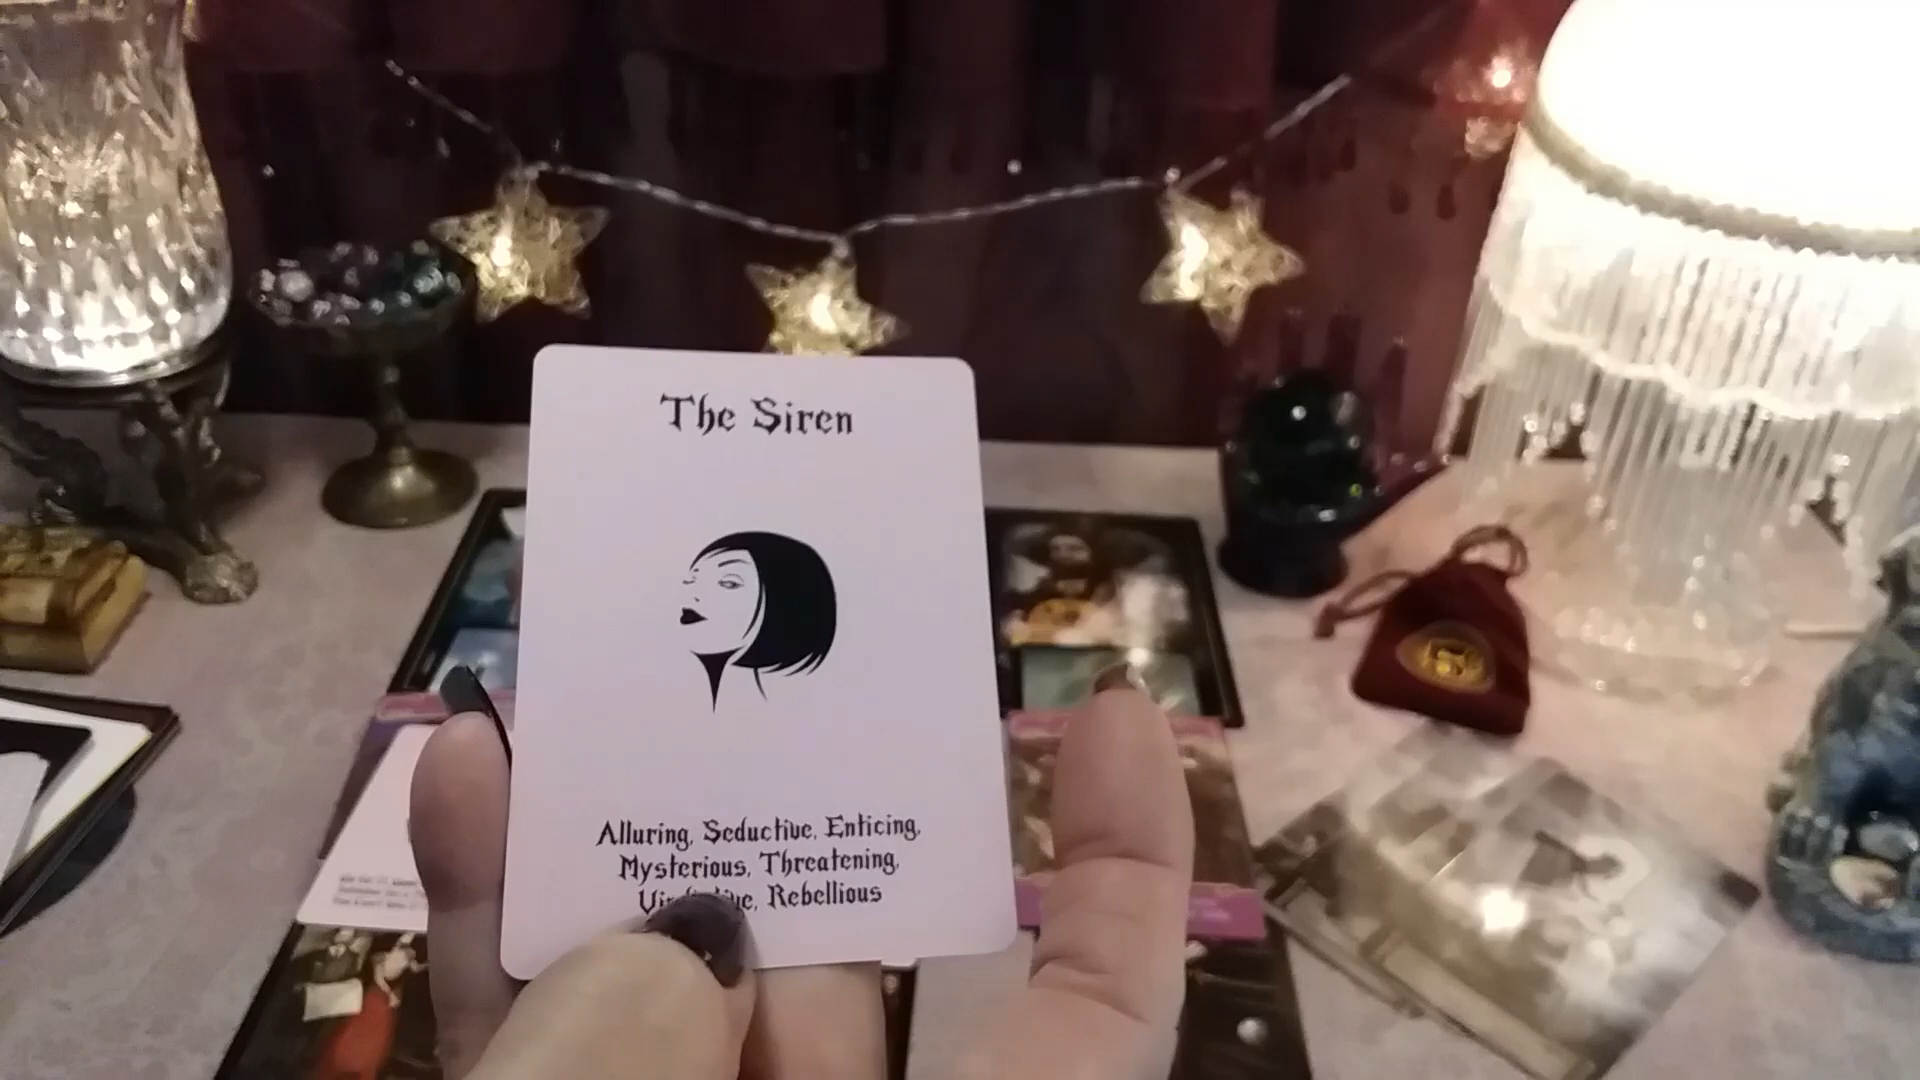 The Siren
Alluring, Seductive, Enticing,
Mysterious, Threatening,
Rebellious